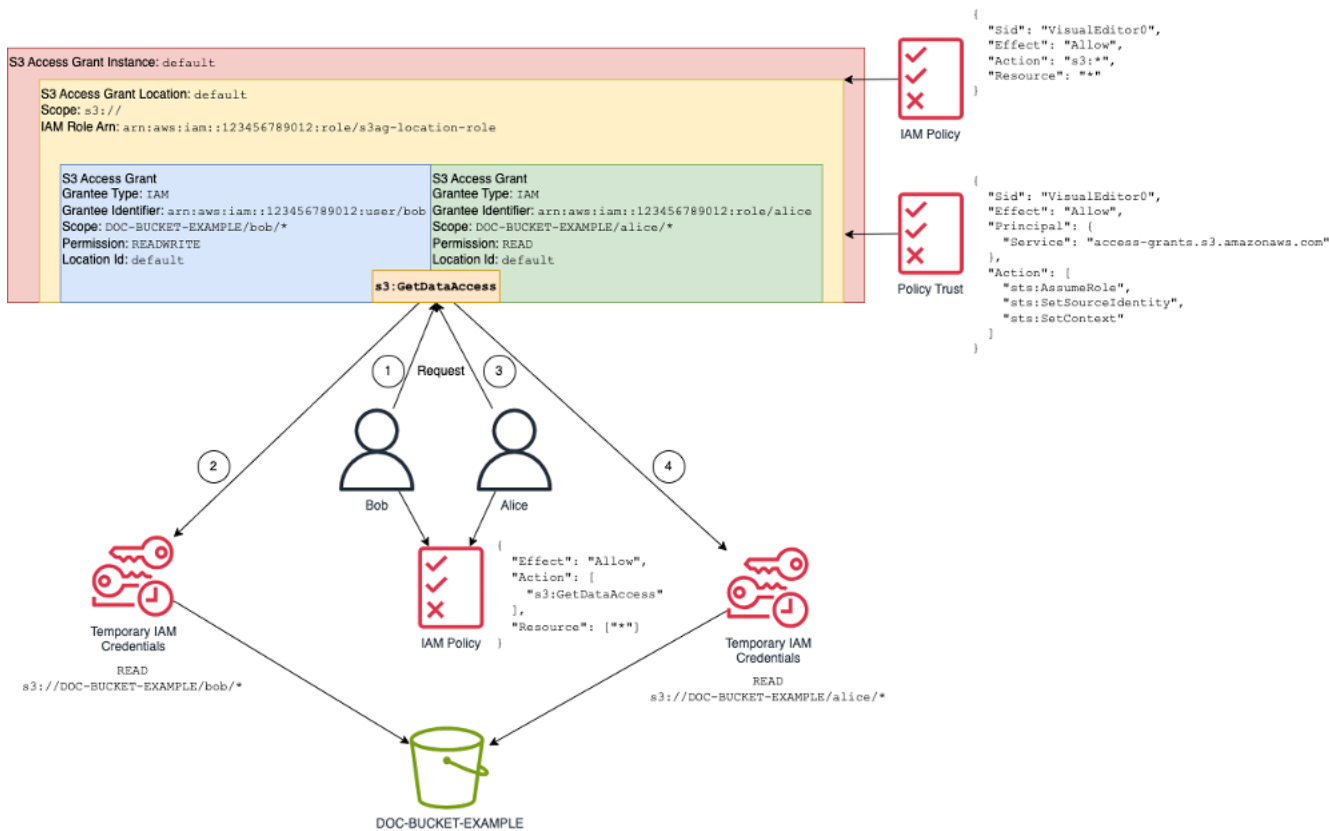 S3 Access Grant Instance: default
S3 Access Grant Location: default
Scope: s3://
IAM Role Arn: arn:aws:iam::123456789012:role/s3ag-location-role
S3 Access Grant
Grantee Type: IAM
Grantee Identifier: arn:aws:iam::123456789012:user/bob
Scope: DOC-BUCKET-EXAMPLE/bob/*
Permission: READWRITE
Location Id: default
S3 Access Grant
Grantee Type: IAM
Grantee Identifier: arn:aws:iam::123456789012:role/alice
Scope: DOC-BUCKET-EXAMPLE/alice/*
Permission: READ
Location Id: default
s3:GetDataAccess
IAM Policy
{
"Sid": "VisualEditor0",
"Effect": "Allow",
"Action": "s3:*",
"Resource": "*"
}
Policy Trust
{
"Sid": "VisualEditor0",
"Effect": "Allow",
"Principal": {
"Service": "access-grants.s3.amazonaws.com"
},
"Action": [
"sts:AssumeRole",
"sts:SetSourceIdentity",
"sts:SetContext"
]
}
1
Request
3
2
4
Bob
Alice
Temporary IAM
Credentials
READ
s3://DOC-BUCKET-EXAMPLE/bob/*
IAM Policy
{
"Effect": "Allow",
"Action": [
"s3:GetDataAccess"
],
"Resource": ["*"]
}
Temporary IAM
Credentials
READ
s3://DOC-BUCKET-EXAMPLE/alice/*
DOC-BUCKET-EXAMPLE